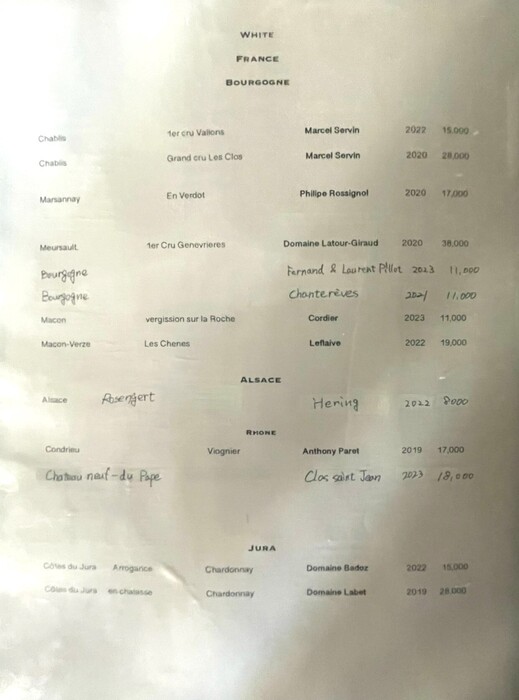 WHITE
FRANCE
BOURGOGNE
Chablis 1er cru Vallons Marcel Servin 2022 15,000
Chablis Grand cru Les Clos Marcel Servin 2020 28,000
Marsannay En Verdot Philipe Rossignol 2020 17,000
Meursault 1er Cru Genevrieres Domaine Latour-Giraud 2020 38,000
Bourgogne Fernand & Laurent Pillot 2023 11,000
Bourgogne Chanterêves 2021 11,000
Macon vergission sur la Roche Cordier 2023 11,000
Macon-Verze Les Chenes Leflaive 2022 19,000
ALSACE
Alsace Rosengert Hering 2022 8000
RHONE
Condrieu Viognier Anthony Paret 2019 17,000
Chateau neuf-du Pape Clos saint Jean 2023 18,000
JURA
Côtes du Jura Arrogance Chardonnay Domaine Badoz 2022 15,000
Côtes du Jura en chalasse Chardonnay Domaine Labet 2019 28,000